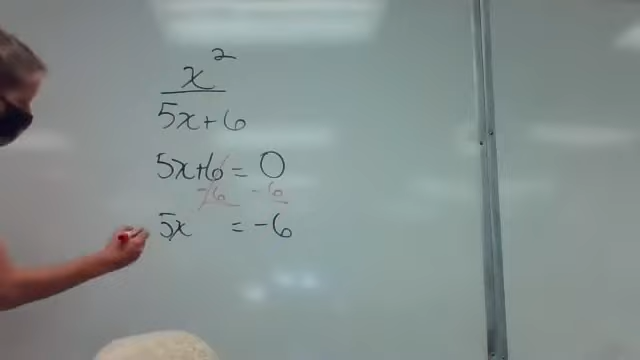 x²
5x+6
5x+6 = 0
-6 -6
5x = -6